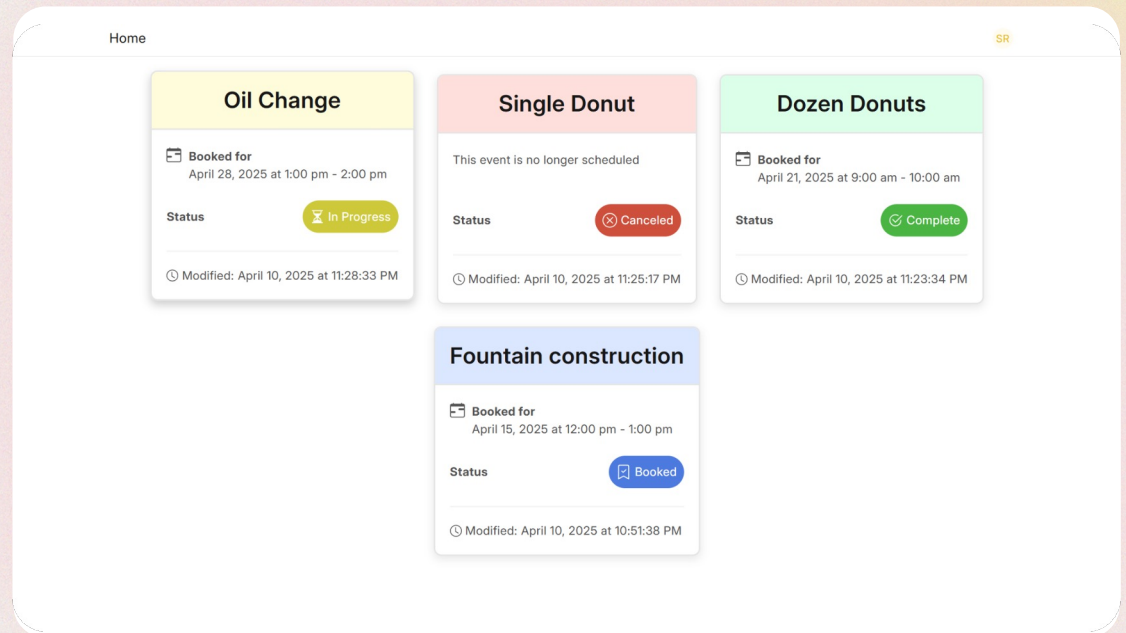 Home
SR
Oil Change
Booked for
April 28, 2025 at 1:00 pm - 2:00 pm
Status
In Progress
Modified: April 10, 2025 at 11:28:33 PM
Single Donut
This event is no longer scheduled
Status
Canceled
Modified: April 10, 2025 at 11:25:17 PM
Dozen Donuts
Booked for
April 21, 2025 at 9:00 am - 10:00 am
Status
Complete
Modified: April 10, 2025 at 11:23:34 PM
Fountain construction
Booked for
April 15, 2025 at 12:00 pm - 1:00 pm
Status
Booked
Modified: April 10, 2025 at 10:51:38 PM